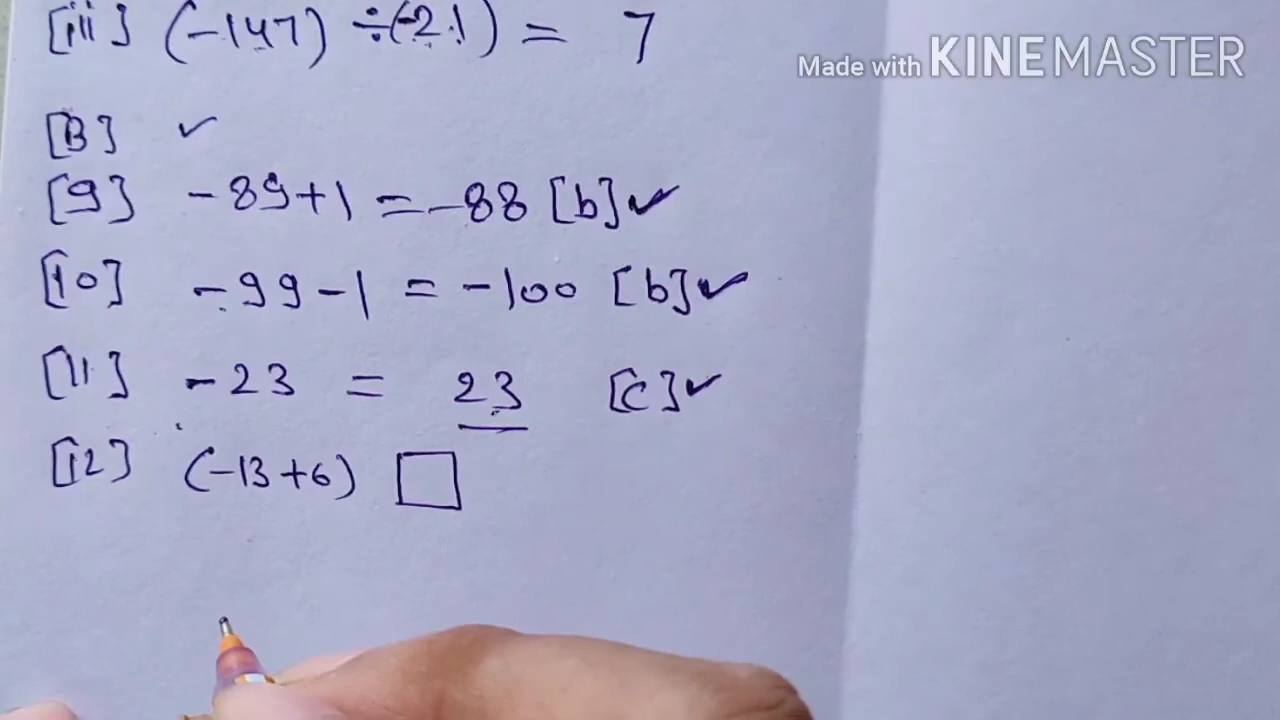 [iii] (-147) ÷(-21) = 7
Made with KINEMASTER
[B] ✓
[9] -89+1 = -88 [b]✓
[10] -99-1 = -100 [b]✓
[11] -23 = 23 [c]✓
[12] (-13+6) □